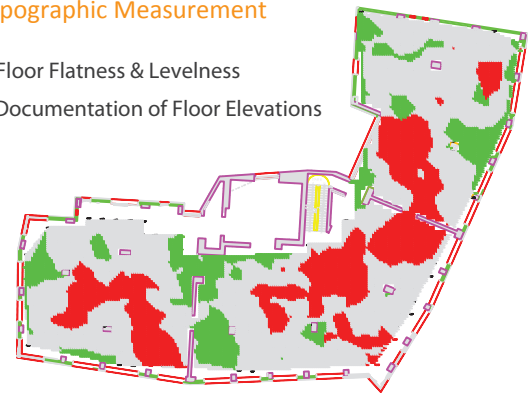 pographic Measurement
Floor Flatness & Levelness
Documentation of Floor Elevations